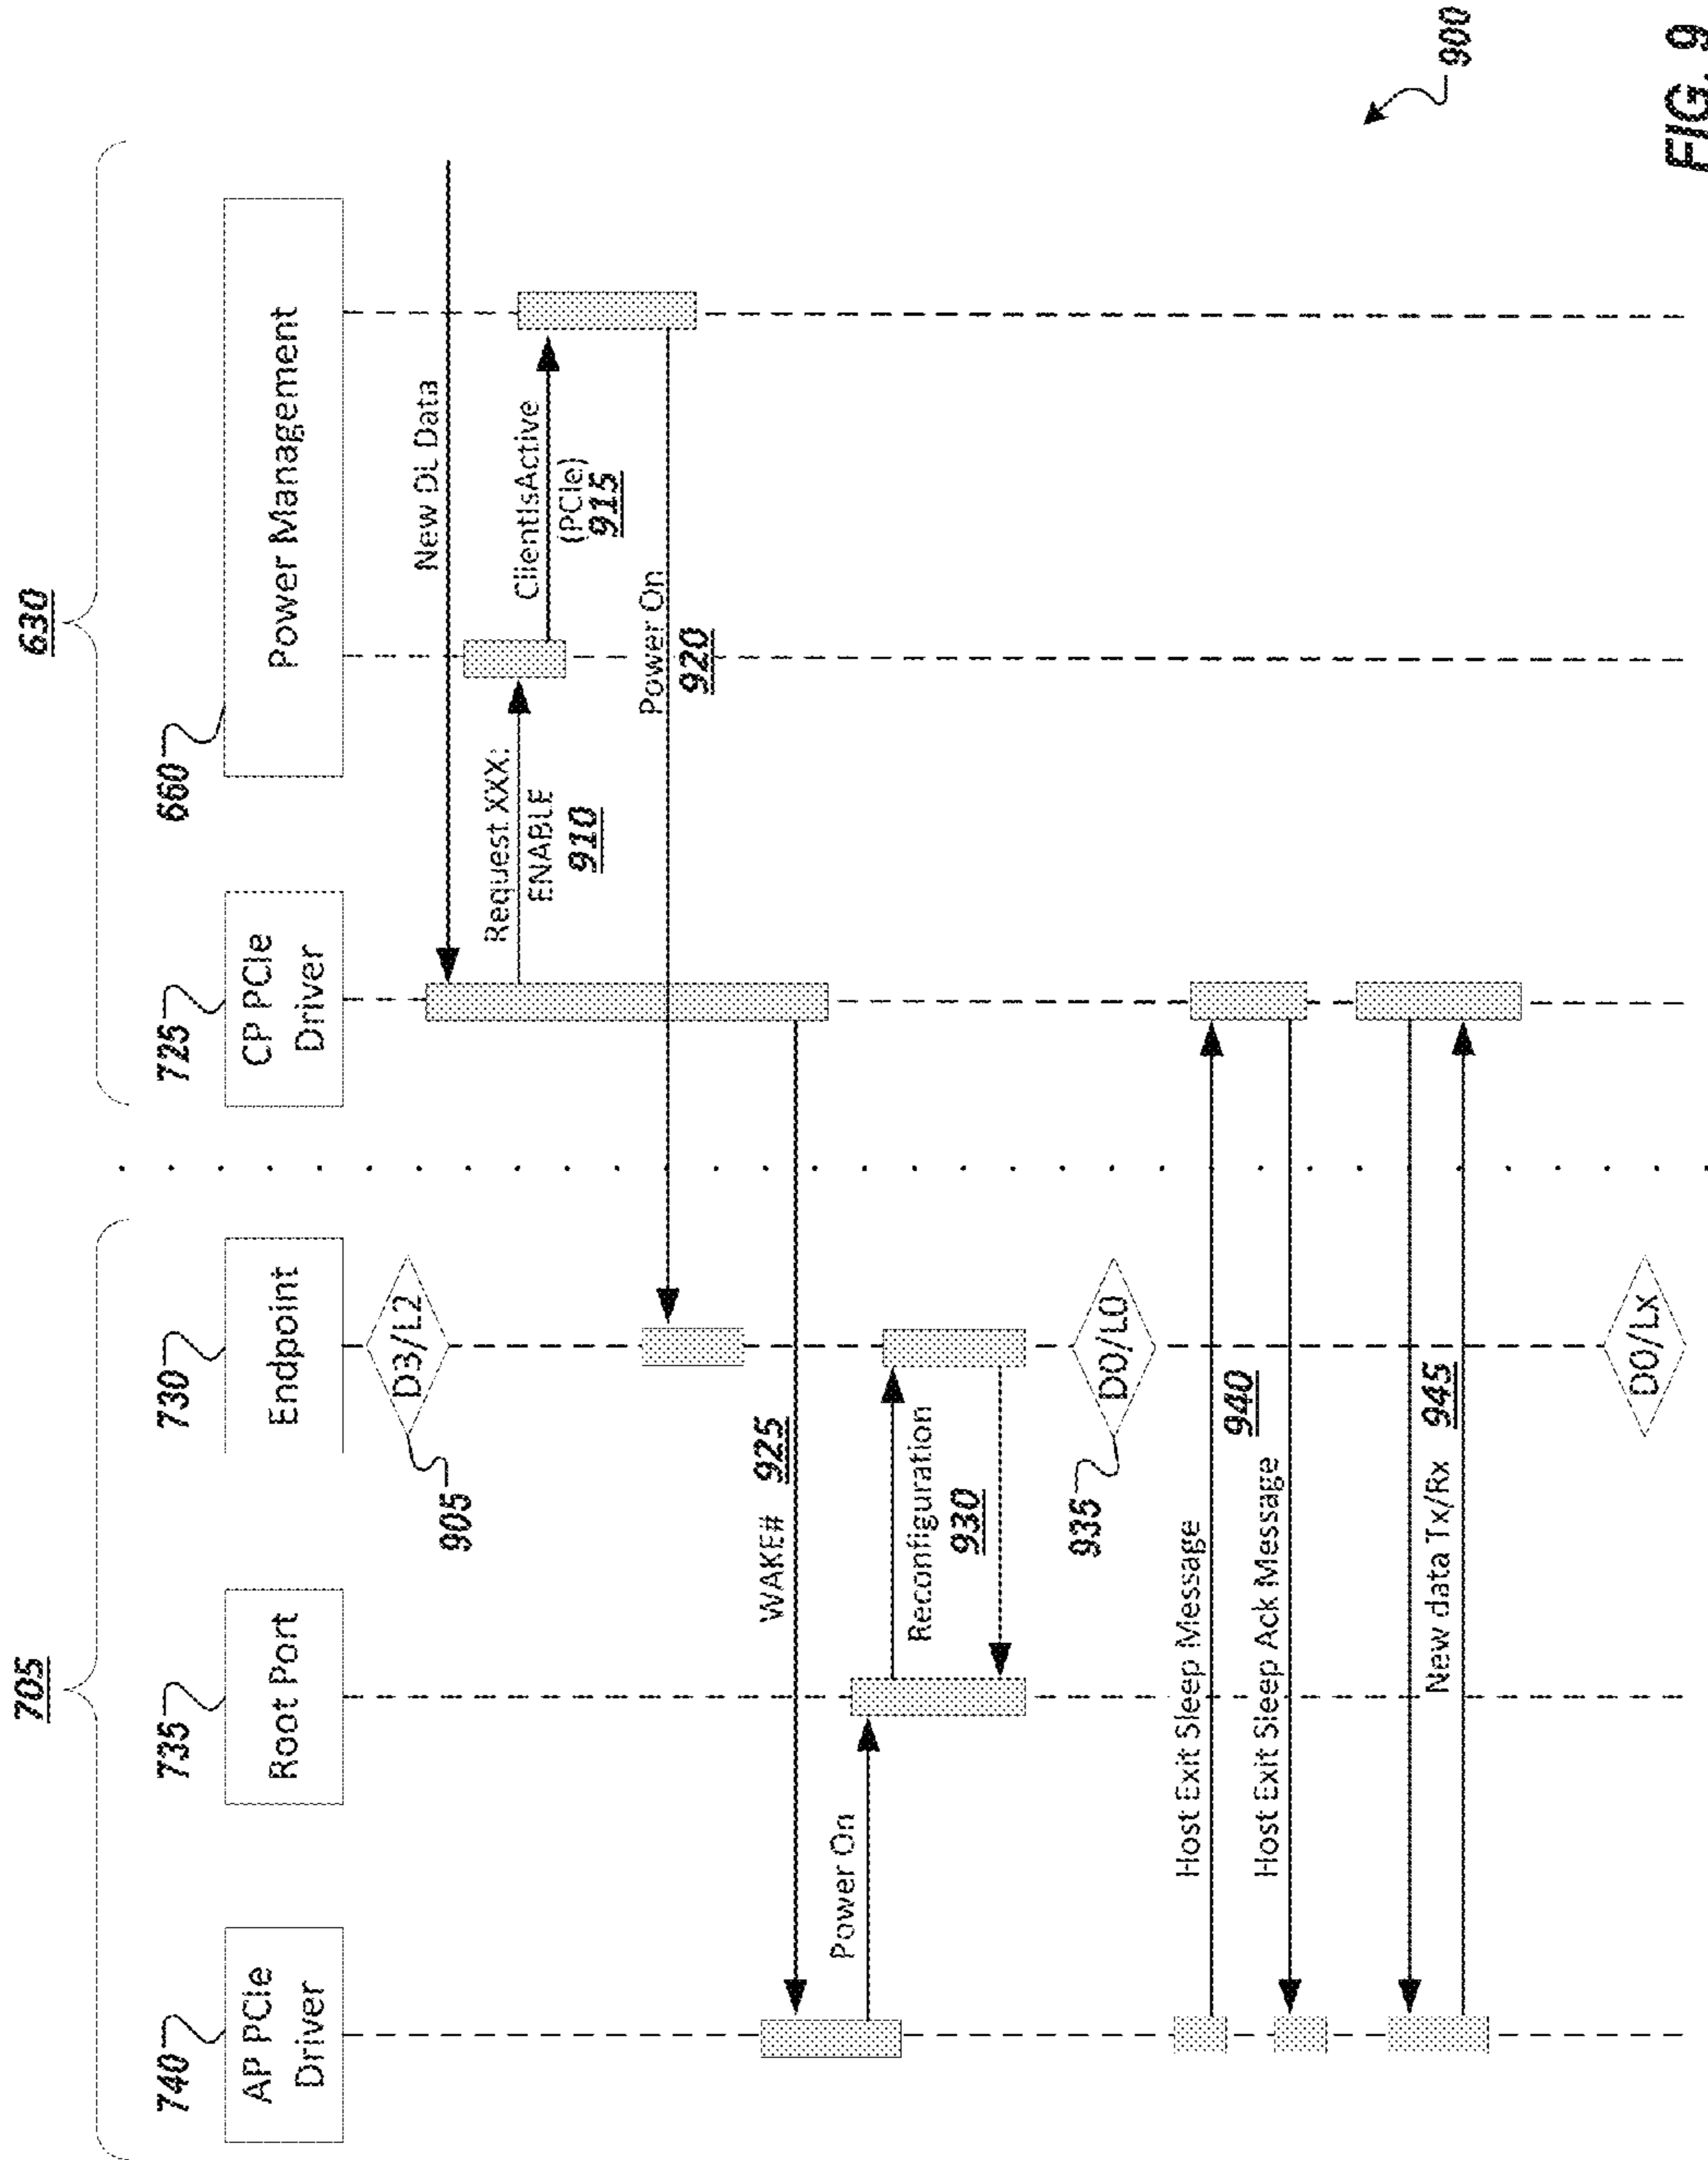 705
630
740
735
730
725
660
AP PCIe
Driver
Root Port
Endpoint
CP PCIe
Driver
Power Management
905
D3/L2
New DL Data
Request XXX:
ENABLE
910
ClientIsActive
(PCIe)
915
Power On
920
WAKE#
925
Power On
Reconfiguration
930
935
D0/L0
Host Exit Sleep Message
940
Host Exit Sleep Ack Message
New data Tx/Rx
945
D0/Lx
900
FIG. 9